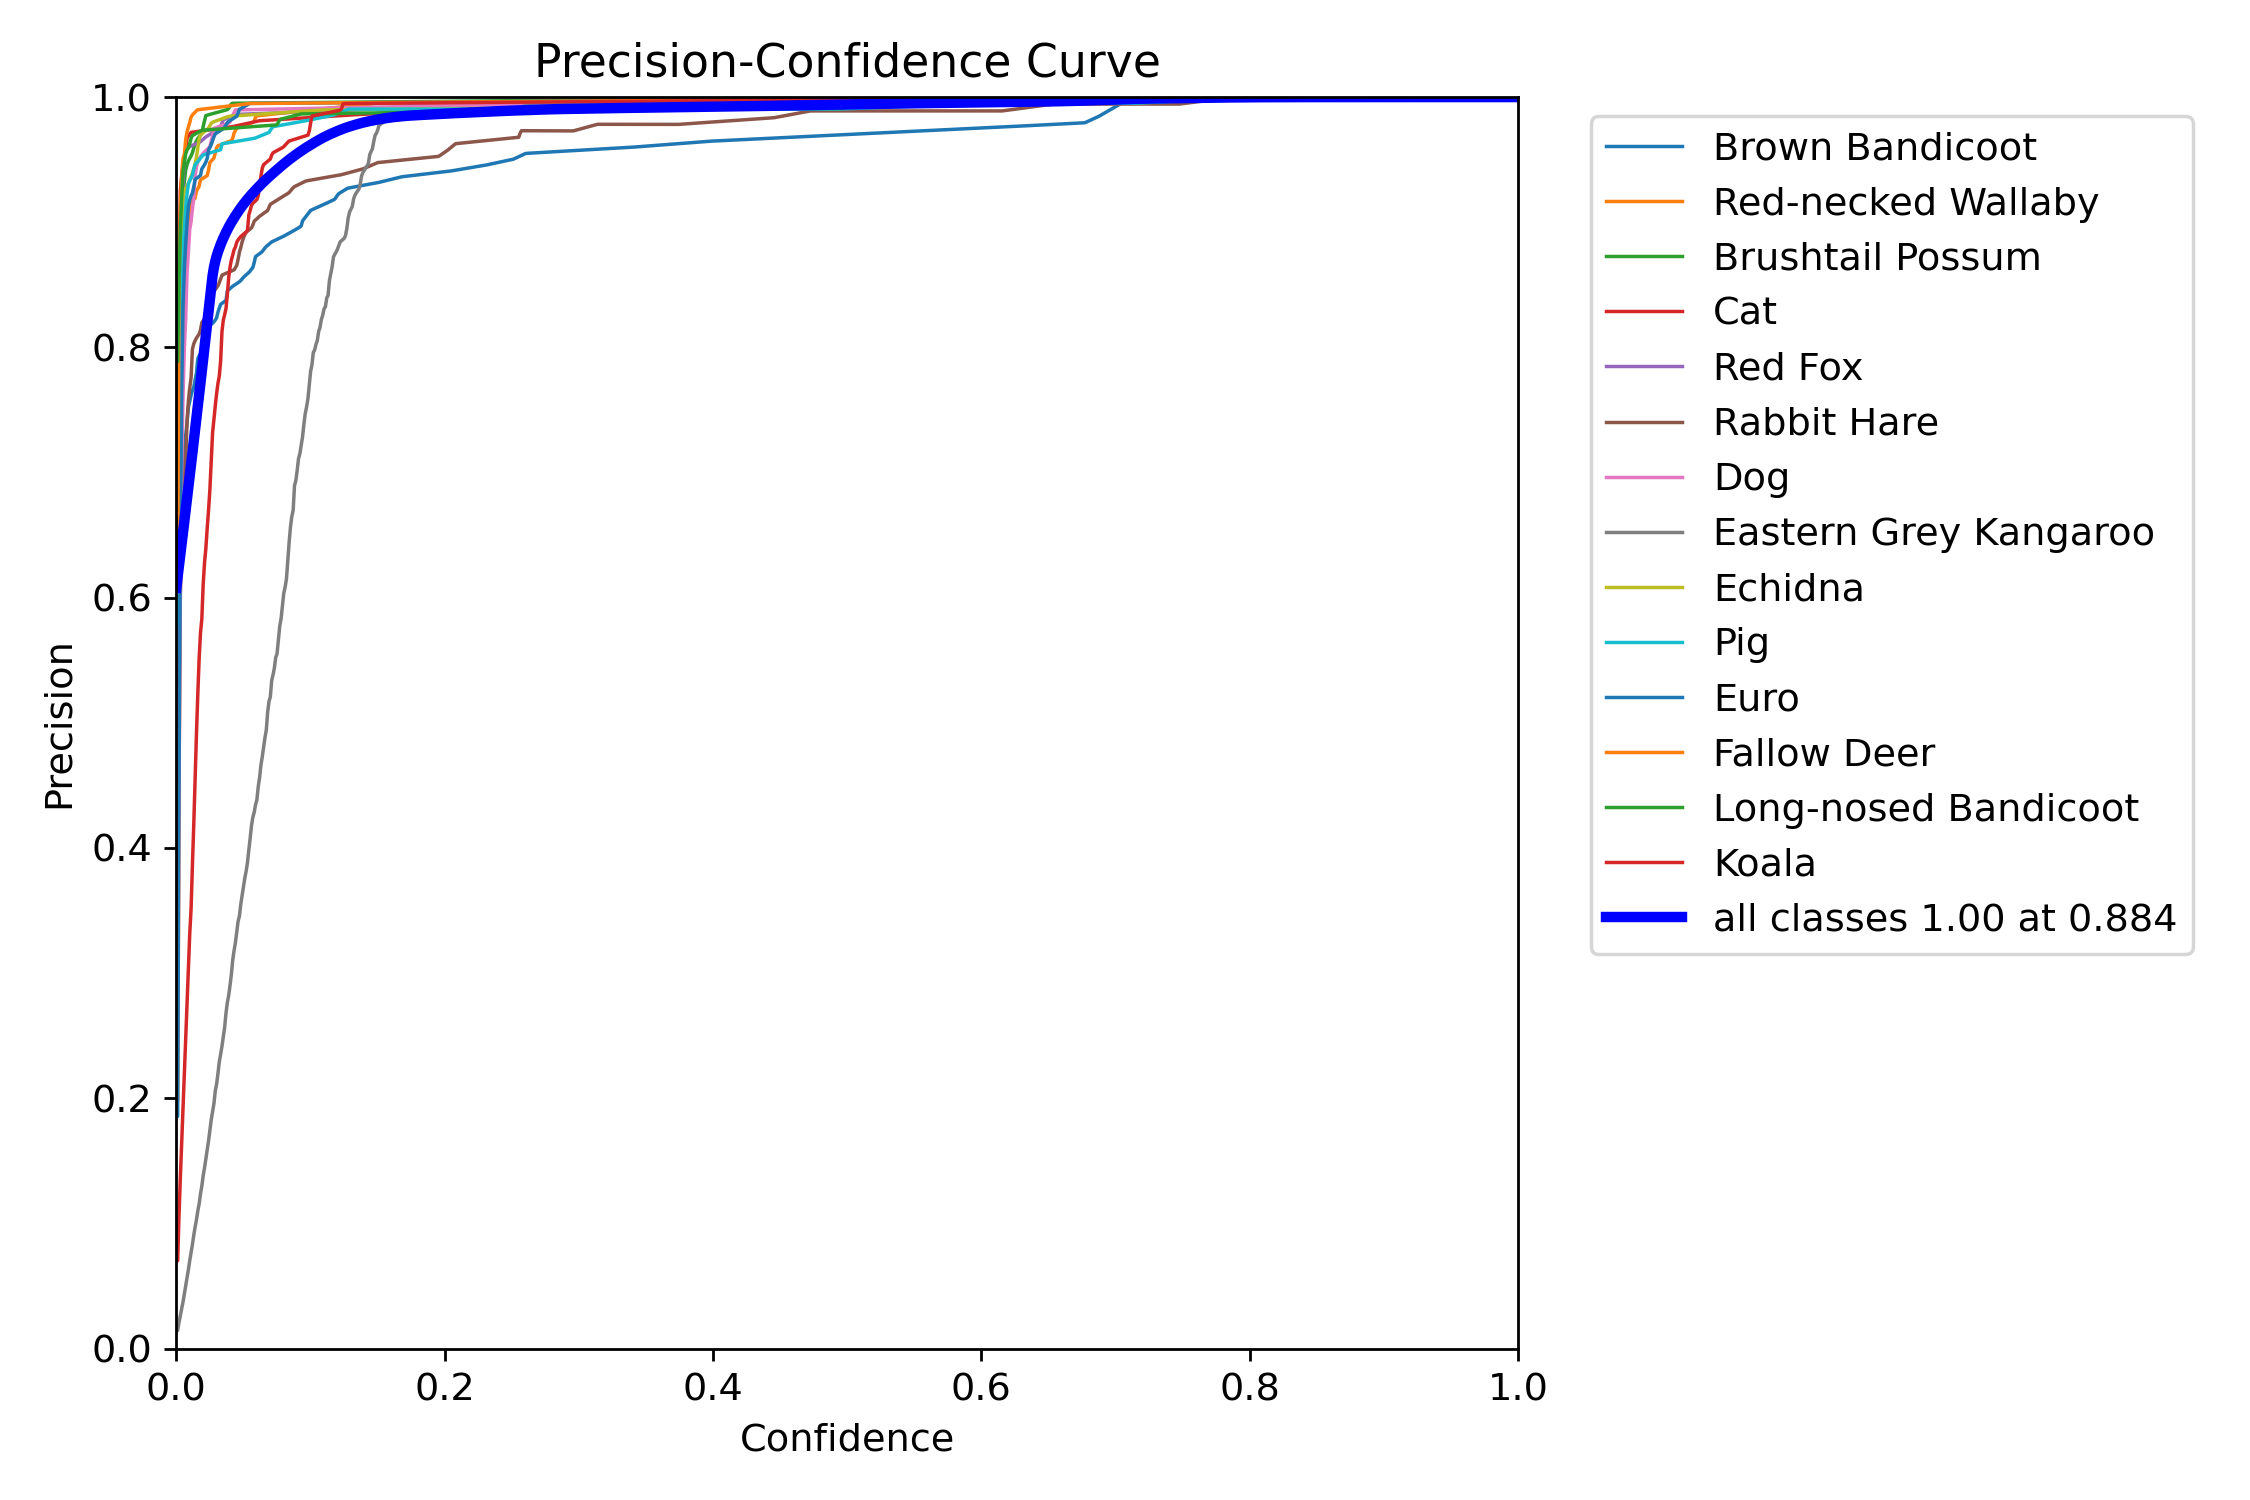 Precision-Confidence Curve
1.0
0.8
0.6
0.4
0.2
0.0
Precision
0.0 0.2 0.4 0.6 0.8 1.0
Confidence
Brown Bandicoot
Red-necked Wallaby
Brushtail Possum
Cat
Red Fox
Rabbit Hare
Dog
Eastern Grey Kangaroo
Echidna
Pig
Euro
Fallow Deer
Long-nosed Bandicoot
Koala
all classes 1.00 at 0.884